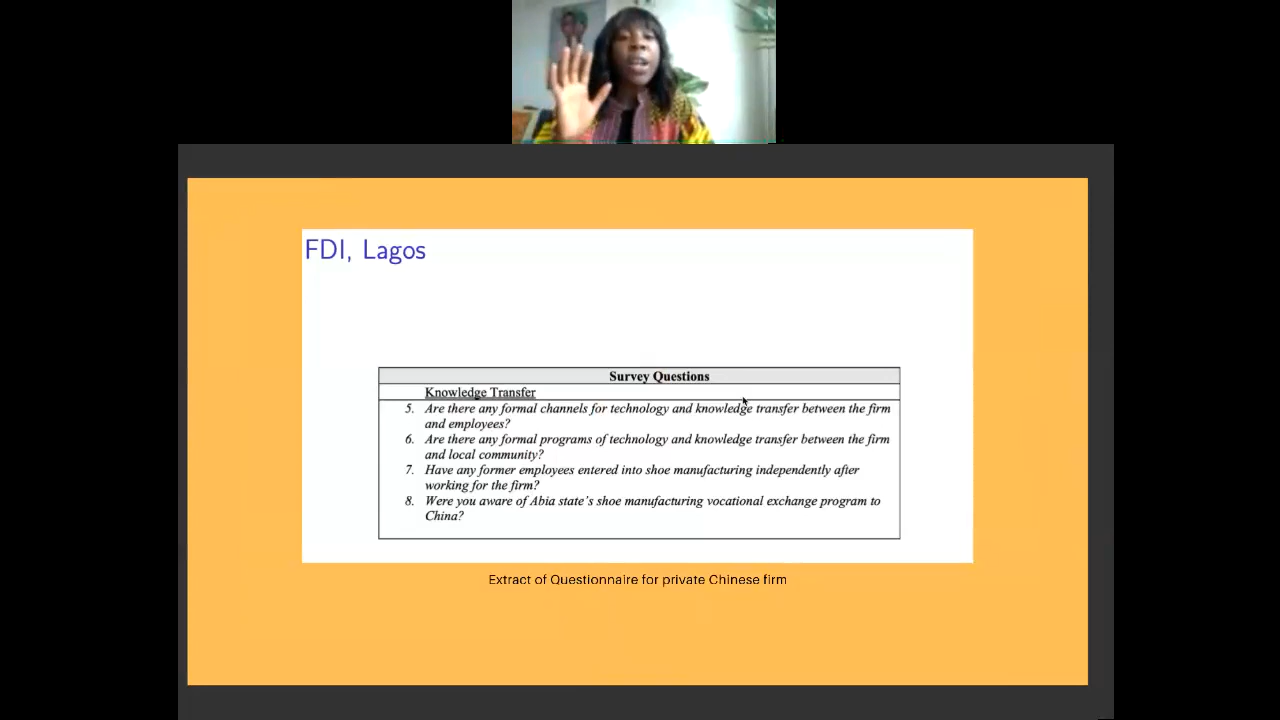 FDI, Lagos
Survey Questions
Knowledge Transfer
5. Are there any formal channels for technology and knowledge transfer between the firm
and employees?
6. Are there any formal programs of technology and knowledge transfer between the firm
and local community?
7. Have any former employees entered into shoe manufacturing independently after
working for the firm?
8. Were you aware of Abia state's shoe manufacturing vocational exchange program to
China?
Extract of Questionnaire for private Chinese firm